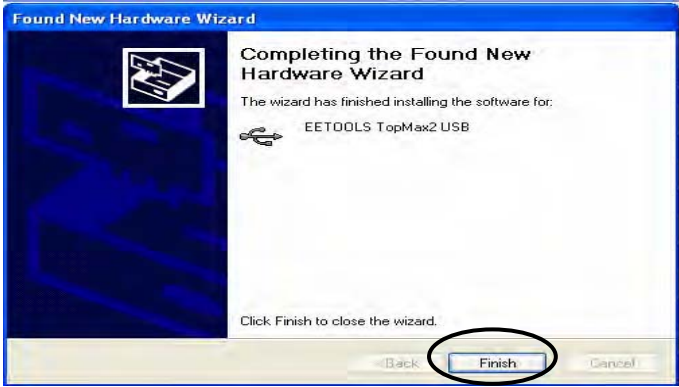 Found New Hardware Wizard
Completing the Found New
Hardware Wizard
The wizard has finished installing the software for:
EETOOLS TopMax2 USB
Click Finish to close the wizard.
Back
Finish
Cancel